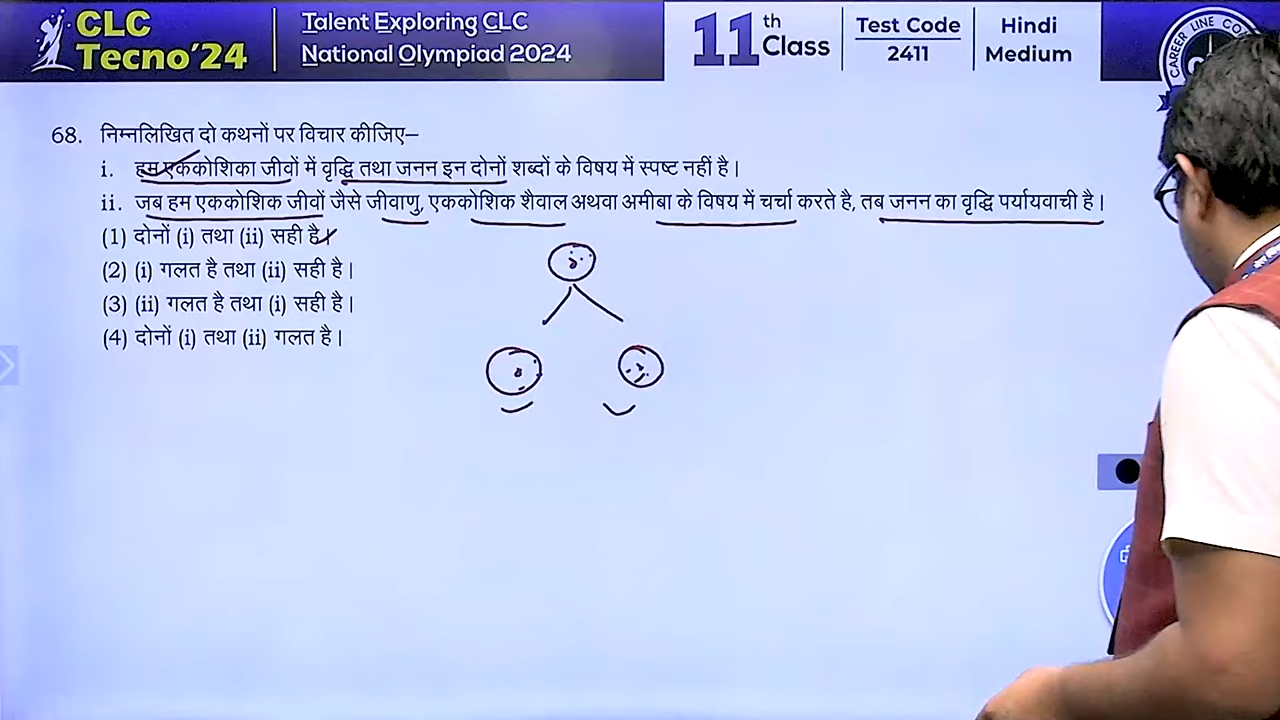 CLC
Tecno’24
Talent Exploring CLC
National Olympiad 2024
11th Class
Test Code
2411
Hindi
Medium
CAREER LINE CO
68. निम्नलिखित दो कथनों पर विचार कीजिए–
i. हम एककोशिका जीवों में वृद्धि तथा जनन इन दोनों शब्दों के विषय में स्पष्ट नहीं है।
ii. जब हम एककोशिक जीवों जैसे जीवाणु, एककोशिक शैवाल अथवा अमीबा के विषय में चर्चा करते है, तब जनन का वृद्धि पर्यायवाची है।
(1) दोनों (i) तथा (ii) सही है।
(2) (i) गलत है तथा (ii) सही है।
(3) (ii) गलत है तथा (i) सही है।
(4) दोनों (i) तथा (ii) गलत है।